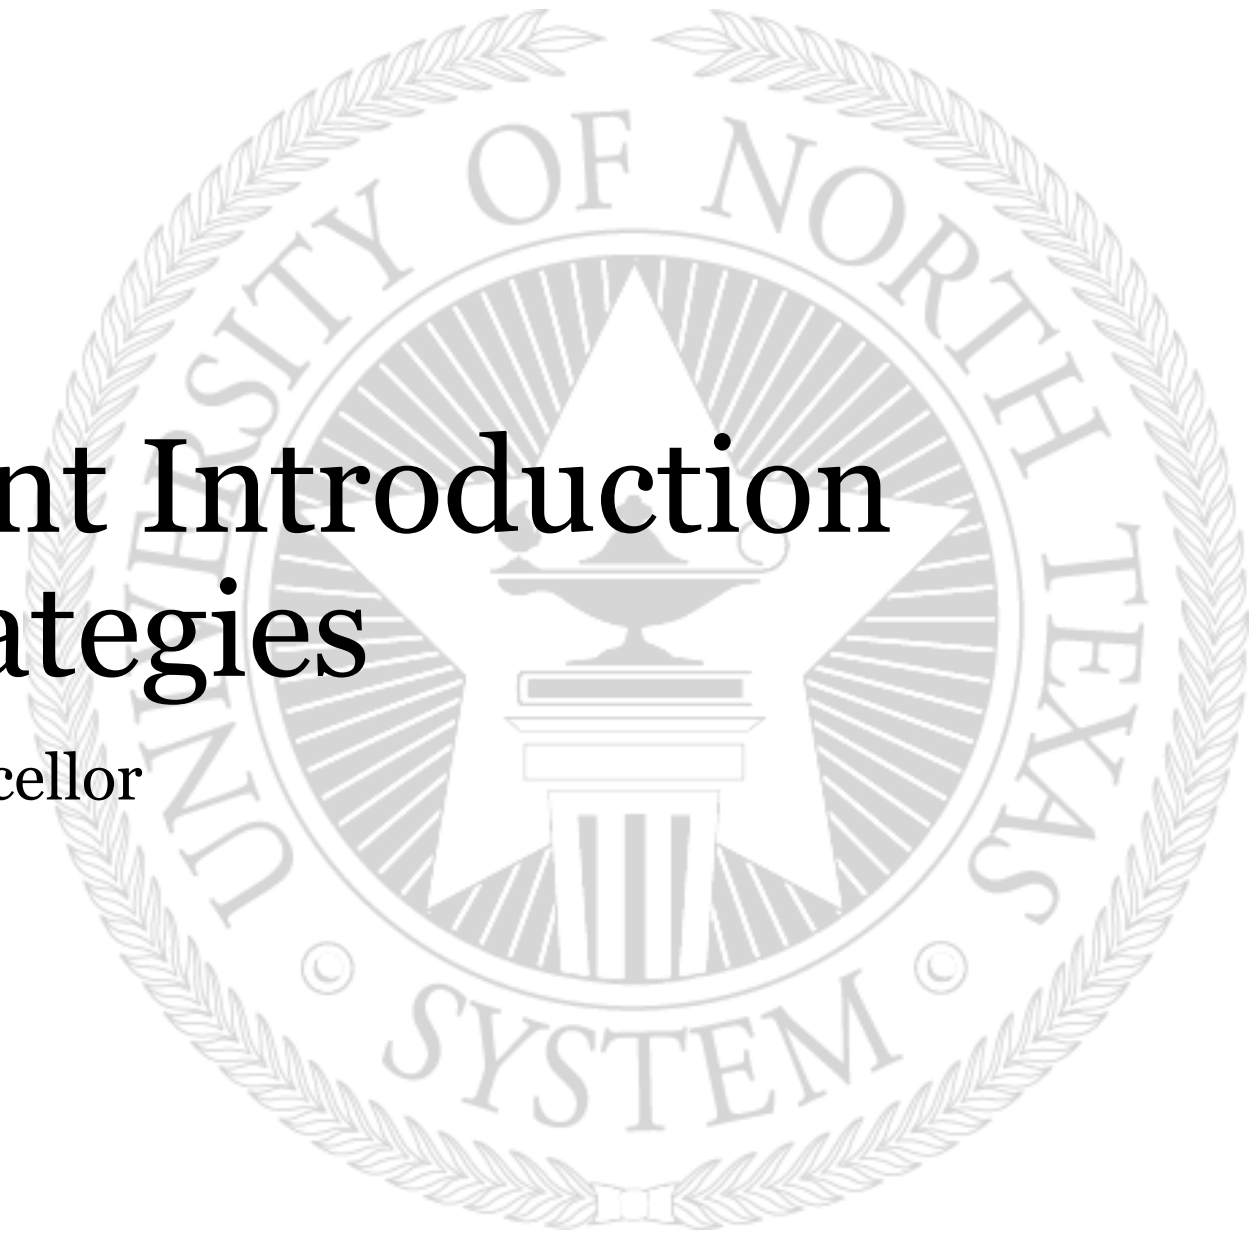 UNIVERSITY OF NORTH TEXAS
nt Introduction
ategies
cellor
SYSTEM